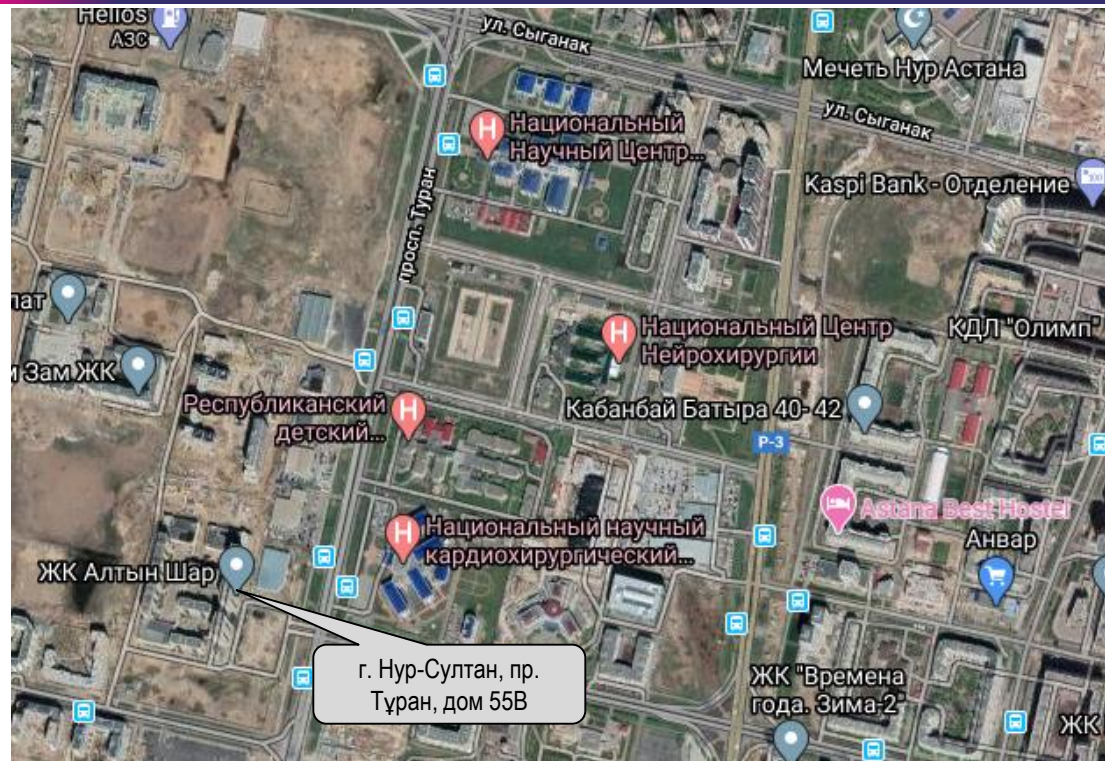 Helios
АЗС
ул. Сыганак
Мечеть Нур Астана
ул. Сыганак
Национальный
Научный Центр...
Kaspi Bank - Отделение
просп. Туран
лат
Национальный Центр
Нейрохирургии
КДЛ "Олимп"
Зам ЖК
Республиканский
детский...
Кабанбай Батыра 40- 42
Р-3
Astana Best Hostel
Национальный научный
кардиохирургический...
Анвар
ЖК Алтын Шар
г. Нур-Султан, пр.
Тұран, дом 55В
ЖК "Времена
года. Зима-2"
ЖК